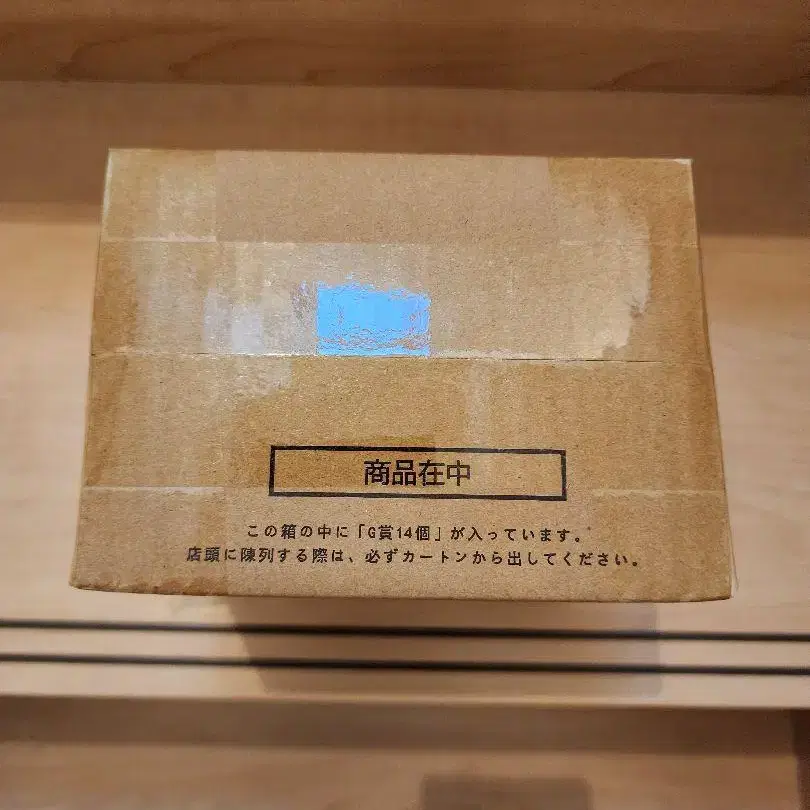 商品在中
この箱の中に「G賞14個」が入っています。
店頭に陳列する際は、必ずカートンから出してください。